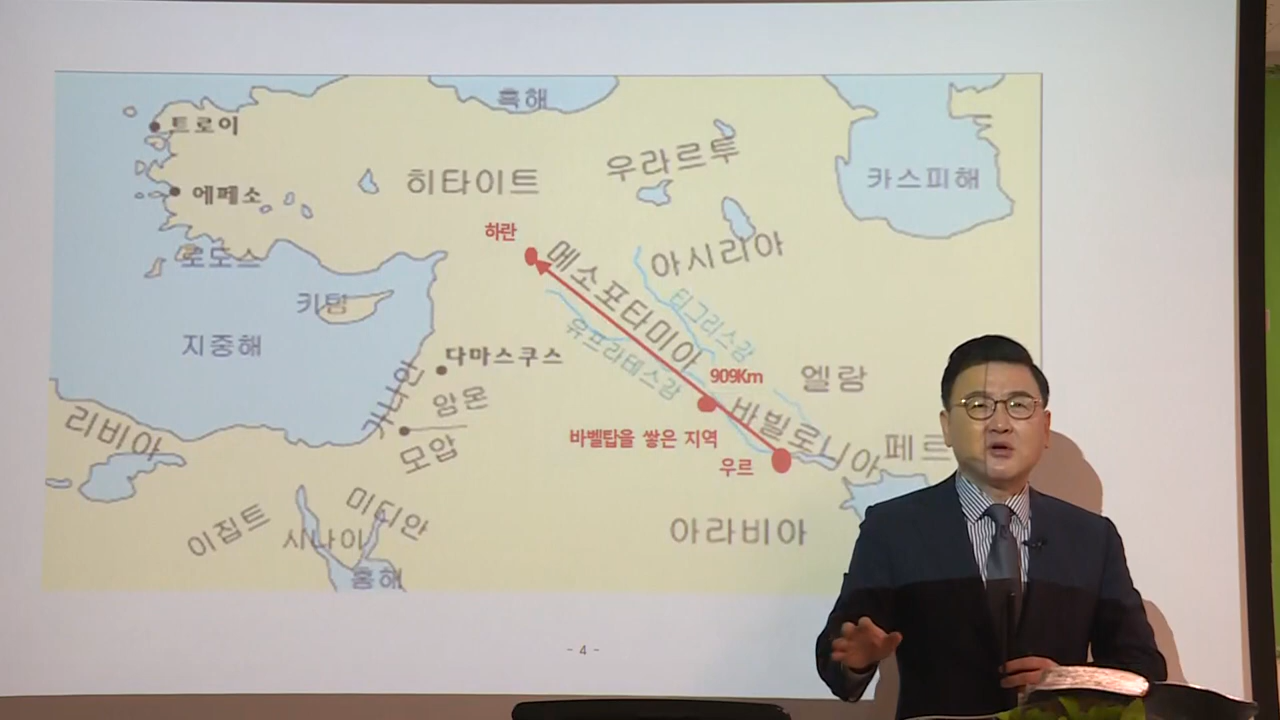 흑해
트로이
우라르투
히타이트
카스피해
에페소
하란
메소포타미아
아시리아
로도스
키텀
티그리스강
지중해
유프라테스강
다마스쿠스
909Km
엘람
가나안
암몬
바빌로니아
리비아
바벨탑을 쌓은 지역
모압
페르
우르
미디안
이집트
시나이
아라비아
홍해
- 4 -